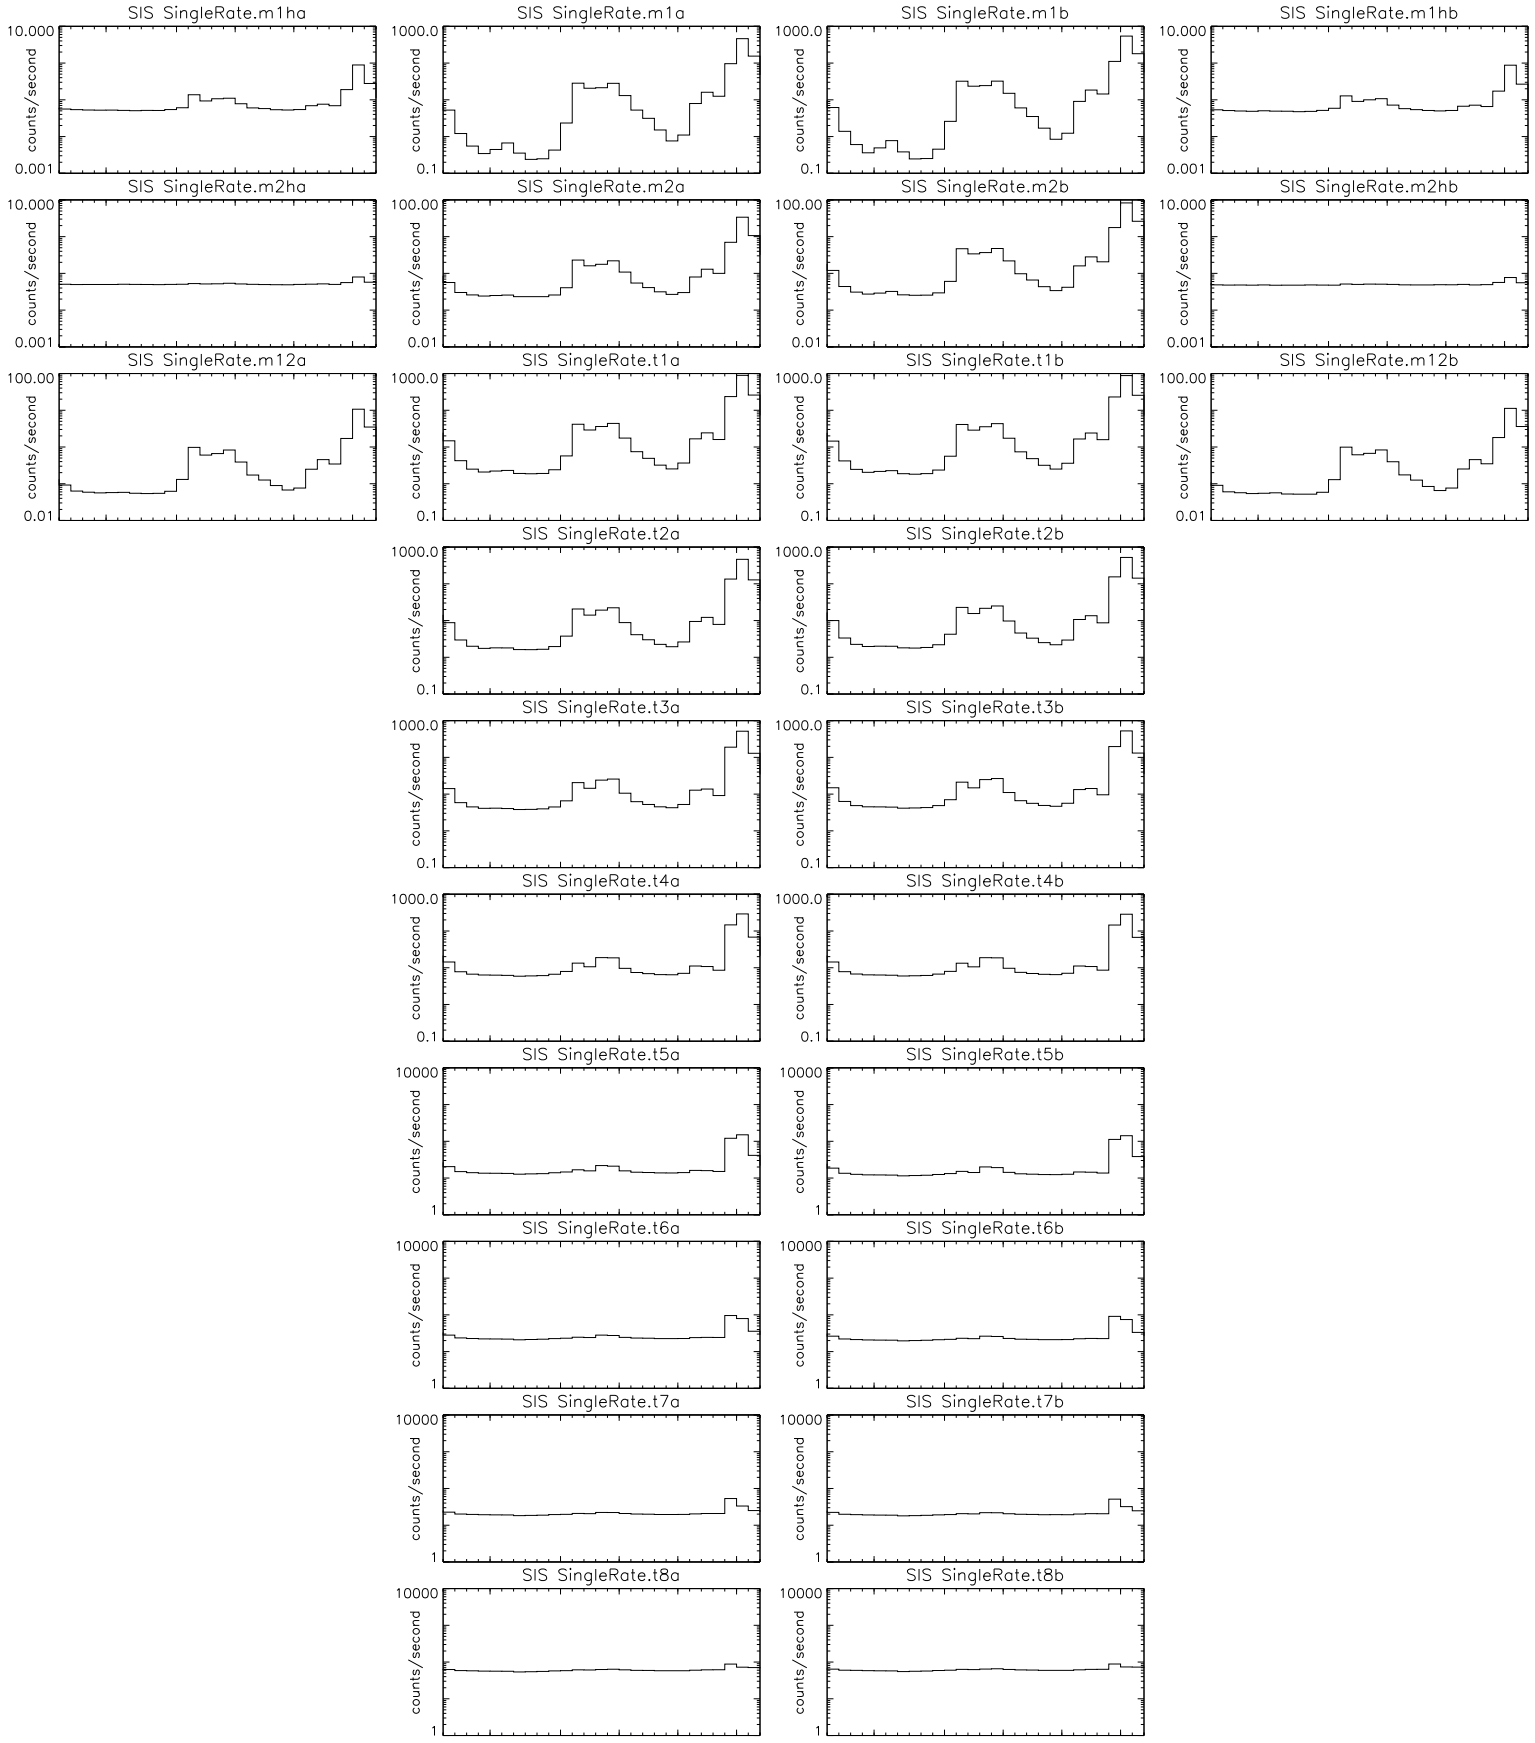 SIS SingleRate.m1ha
10.000
counts/second
0.001
SIS SingleRate.m1a
1000.0
counts/second
0.1
SIS SingleRate.m1b
1000.0
counts/second
0.1
SIS SingleRate.m1hb
10.000
counts/second
0.001
SIS SingleRate.m2ha
10.000
counts/second
0.001
SIS SingleRate.m2a
100.00
counts/second
0.01
SIS SingleRate.m2b
100.00
counts/second
0.01
SIS SingleRate.m2hb
10.000
counts/second
0.001
SIS SingleRate.m12a
100.00
counts/second
0.01
SIS SingleRate.t1a
1000.0
counts/second
0.1
SIS SingleRate.t1b
1000.0
counts/second
0.1
SIS SingleRate.m12b
100.00
counts/second
0.01
SIS SingleRate.t2a
1000.0
counts/second
0.1
SIS SingleRate.t2b
1000.0
counts/second
0.1
SIS SingleRate.t3a
1000.0
counts/second
0.1
SIS SingleRate.t3b
1000.0
counts/second
0.1
SIS SingleRate.t4a
1000.0
counts/second
0.1
SIS SingleRate.t4b
1000.0
counts/second
0.1
SIS SingleRate.t5a
10000
counts/second
1
SIS SingleRate.t5b
10000
counts/second
1
SIS SingleRate.t6a
10000
counts/second
1
SIS SingleRate.t6b
10000
counts/second
1
SIS SingleRate.t7a
10000
counts/second
1
SIS SingleRate.t7b
10000
counts/second
1
SIS SingleRate.t8a
10000
counts/second
1
SIS SingleRate.t8b
10000
counts/second
1